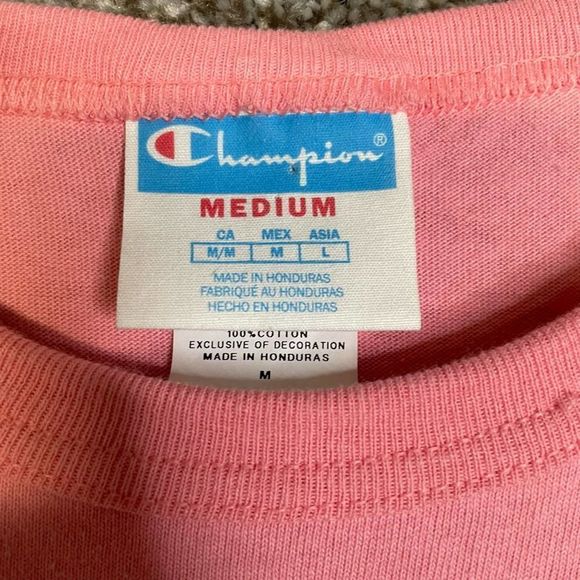 Champion®
MEDIUM
CA MEX ASIA
M/M M L
MADE IN HONDURAS
FABRIQUÉ AU HONDURAS
HECHO EN HONDURAS
100%COTTON
EXCLUSIVE OF DECORATION
MADE IN HONDURAS
M